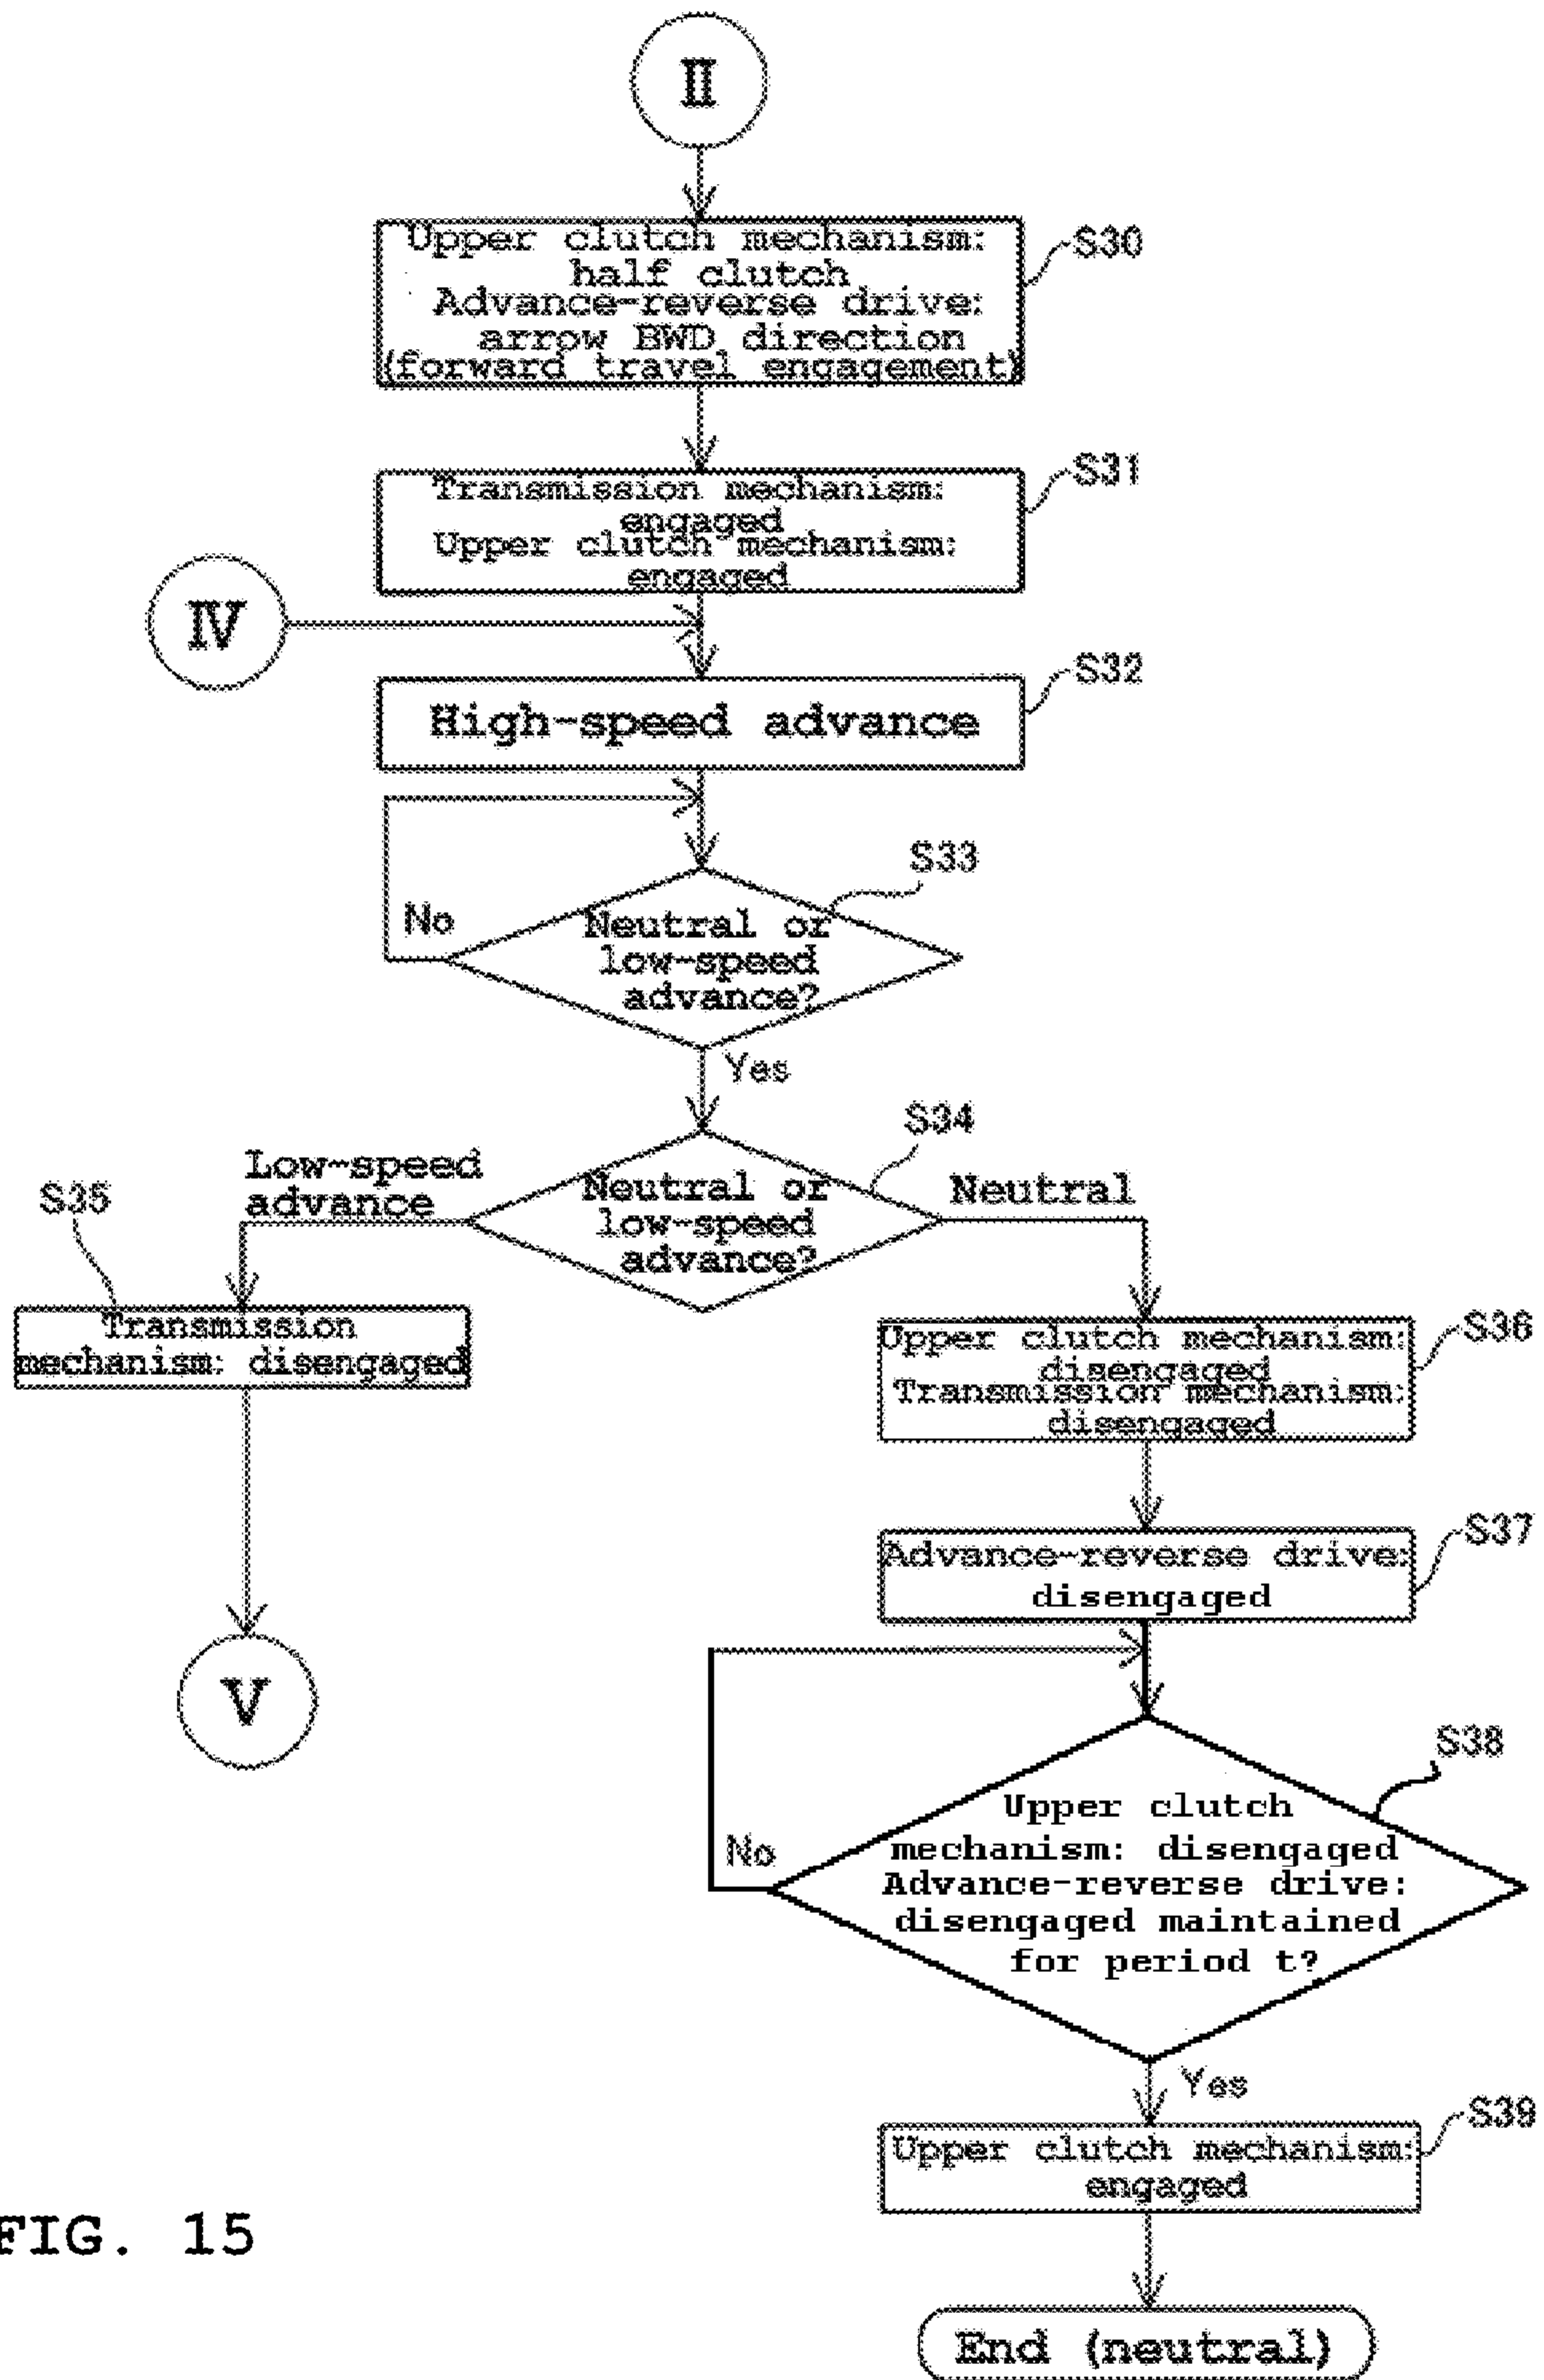 II
Upper clutch mechanism:
half clutch
Advance-reverse drive:
arrow BWD direction
(forward travel engagement)
S30
Transmission mechanism:
engaged
Upper clutch mechanism:
engaged
S31
IV
High-speed advance
S32
S33
No
Neutral or
low-speed
advance?
Yes
S34
Low-speed
advance
Neutral or
low-speed
advance?
Neutral
S35
Transmission
mechanism: disengaged
Upper clutch mechanism:
disengaged
Transmission mechanism:
disengaged
S36
Advance-reverse drive:
disengaged
S37
V
S38
No
Upper clutch
mechanism: disengaged
Advance-reverse drive:
disengaged maintained
for period t?
Yes
Upper clutch mechanism:
engaged
S39
FIG. 15
End (neutral)